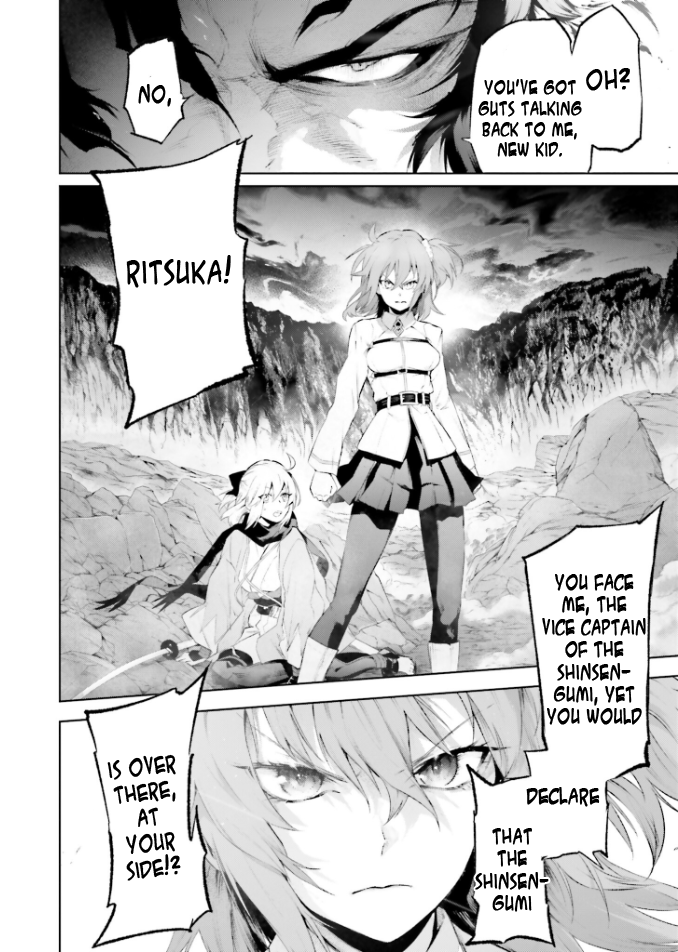 OH?
YOU'VE GOT
GUTS TALKING
BACK TO ME,
NEW KID.
NO,
RITSUKA!
YOU FACE
ME, THE
VICE CAPTAIN
OF THE
SHINSEN-
GUMI, YET
YOU WOULD
DECLARE
THAT
THE
SHINSEN-
GUMI
IS OVER
THERE,
AT
YOUR
SIDE!?